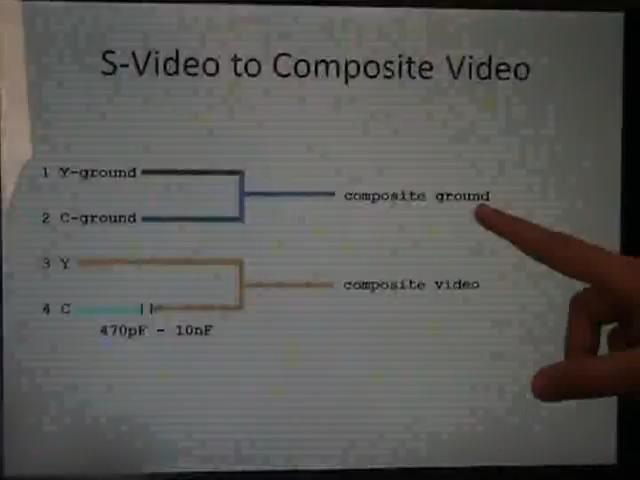 S-Video to Composite Video
1 Y-ground
composite ground
2 C-ground
3 Y
composite video
4 C
470pF - 10nF